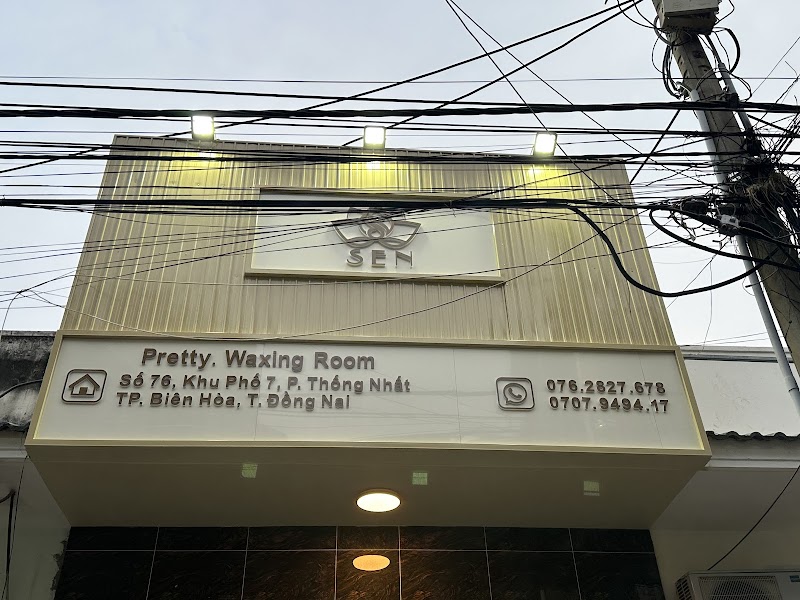 SEN
Pretty. Waxing Room
Số 76, Khu Phố 7, P. Thống Nhất
TP. Biên Hòa, T. Đồng Nai
076.2827.678
0707.9494.17